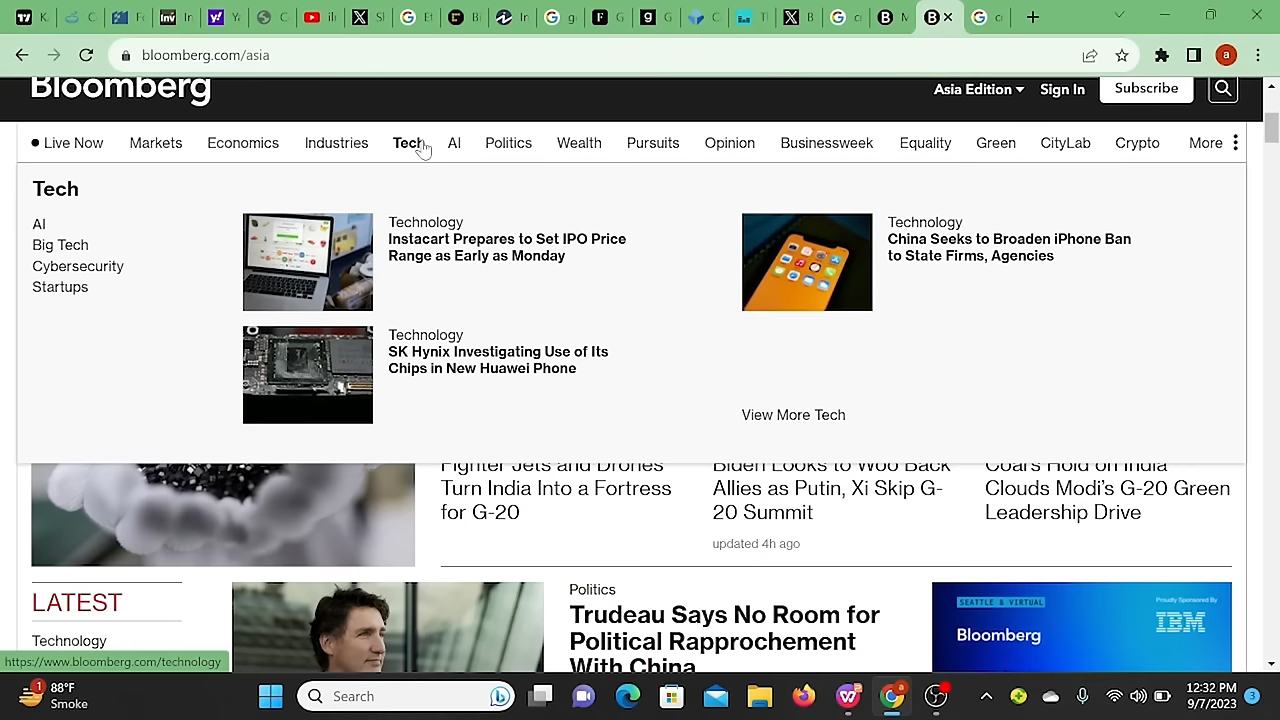 bloomberg.com/asia
Bloomberg
Asia Edition
Sign In
Subscribe
Live Now
Markets
Economics
Industries
Tech
AI
Politics
Wealth
Pursuits
Opinion
Businessweek
Equality
Green
CityLab
Crypto
More
Tech
AI
Big Tech
Cybersecurity
Startups
Technology
Instacart Prepares to Set IPO Price
Range as Early as Monday
Technology
China Seeks to Broaden iPhone Ban
to State Firms, Agencies
Technology
SK Hynix Investigating Use of Its
Chips in New Huawei Phone
View More Tech
Fighter Jets and Drones
Turn India Into a Fortress
for G-20
Biden Looks to Woo Back
Allies as Putin, Xi Skip G-
20 Summit
updated 4h ago
Coals Hold on India
Clouds Modi's G-20 Green
Leadership Drive
LATEST
Technology
Politics
Trudeau Says No Room for
Political Rapprochement
With China
SEATTLE & VIRTUAL
Bloomberg
Proudly Sponsored By
IBM
https://www.bloomberg.com/technology
1
88°F
Smoke
Search
12:32 PM
9/7/2023
3